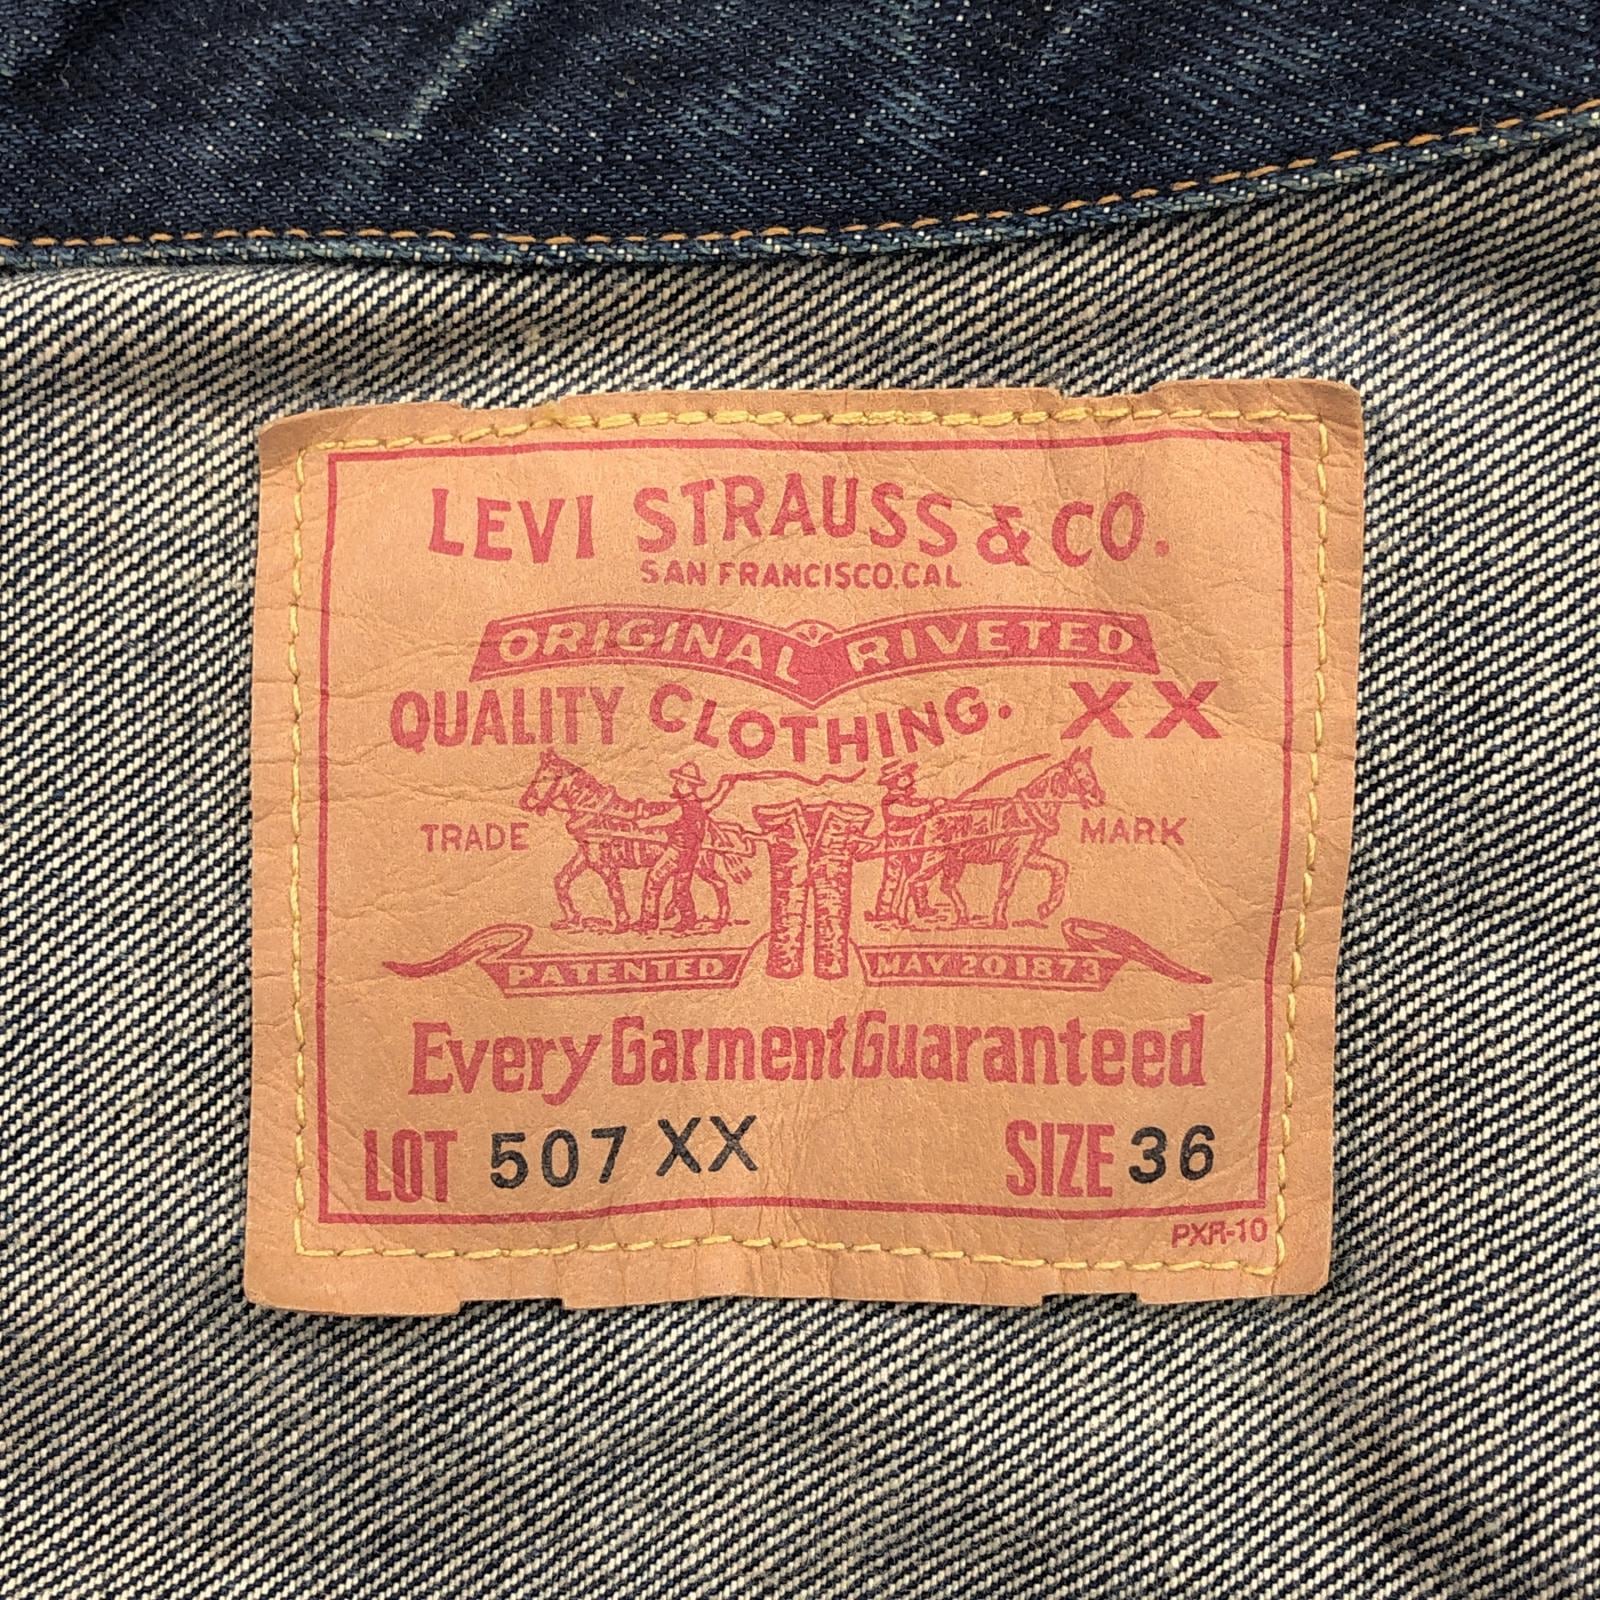 LEVI STRAUSS & CO.
SAN FRANCISCO,CAL.
ORIGINAL RIVETED
QUALITY CLOTHING. XX
TRADE MARK
PATENTED MAY 20 1873
Every Garment Guaranteed
LOT 507 XX SIZE 36
PXR-10